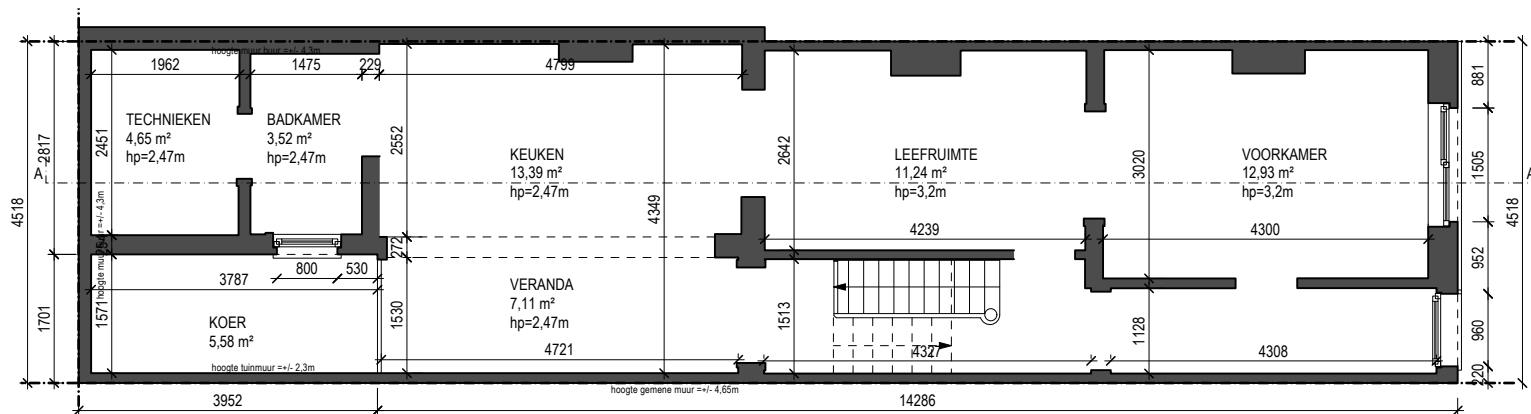 hoogte muur buur =+/- 4,3m
1962
1475
229
4799
881
TECHNIEKEN
4,65 m²
hp=2,47m
BADKAMER
3,52 m²
hp=2,47m
2817
2451
2552
KEUKEN
13,39 m²
hp=2,47m
2642
LEEFRUIMTE
11,24 m²
hp=3,2m
3020
VOORKAMER
12,93 m²
hp=3,2m
1505
A
A
4518
4349
4518
4239
4300
272
952
800
530
3787
1701
1571
1530
VERANDA
7,11 m²
hp=2,47m
1513
1128
960
KOER
5,58 m²
4721
4327
4308
hoogte tuinmuur =+/- 2,3m
220
hoogte gemene muur =+/- 4,65m
3952
14286